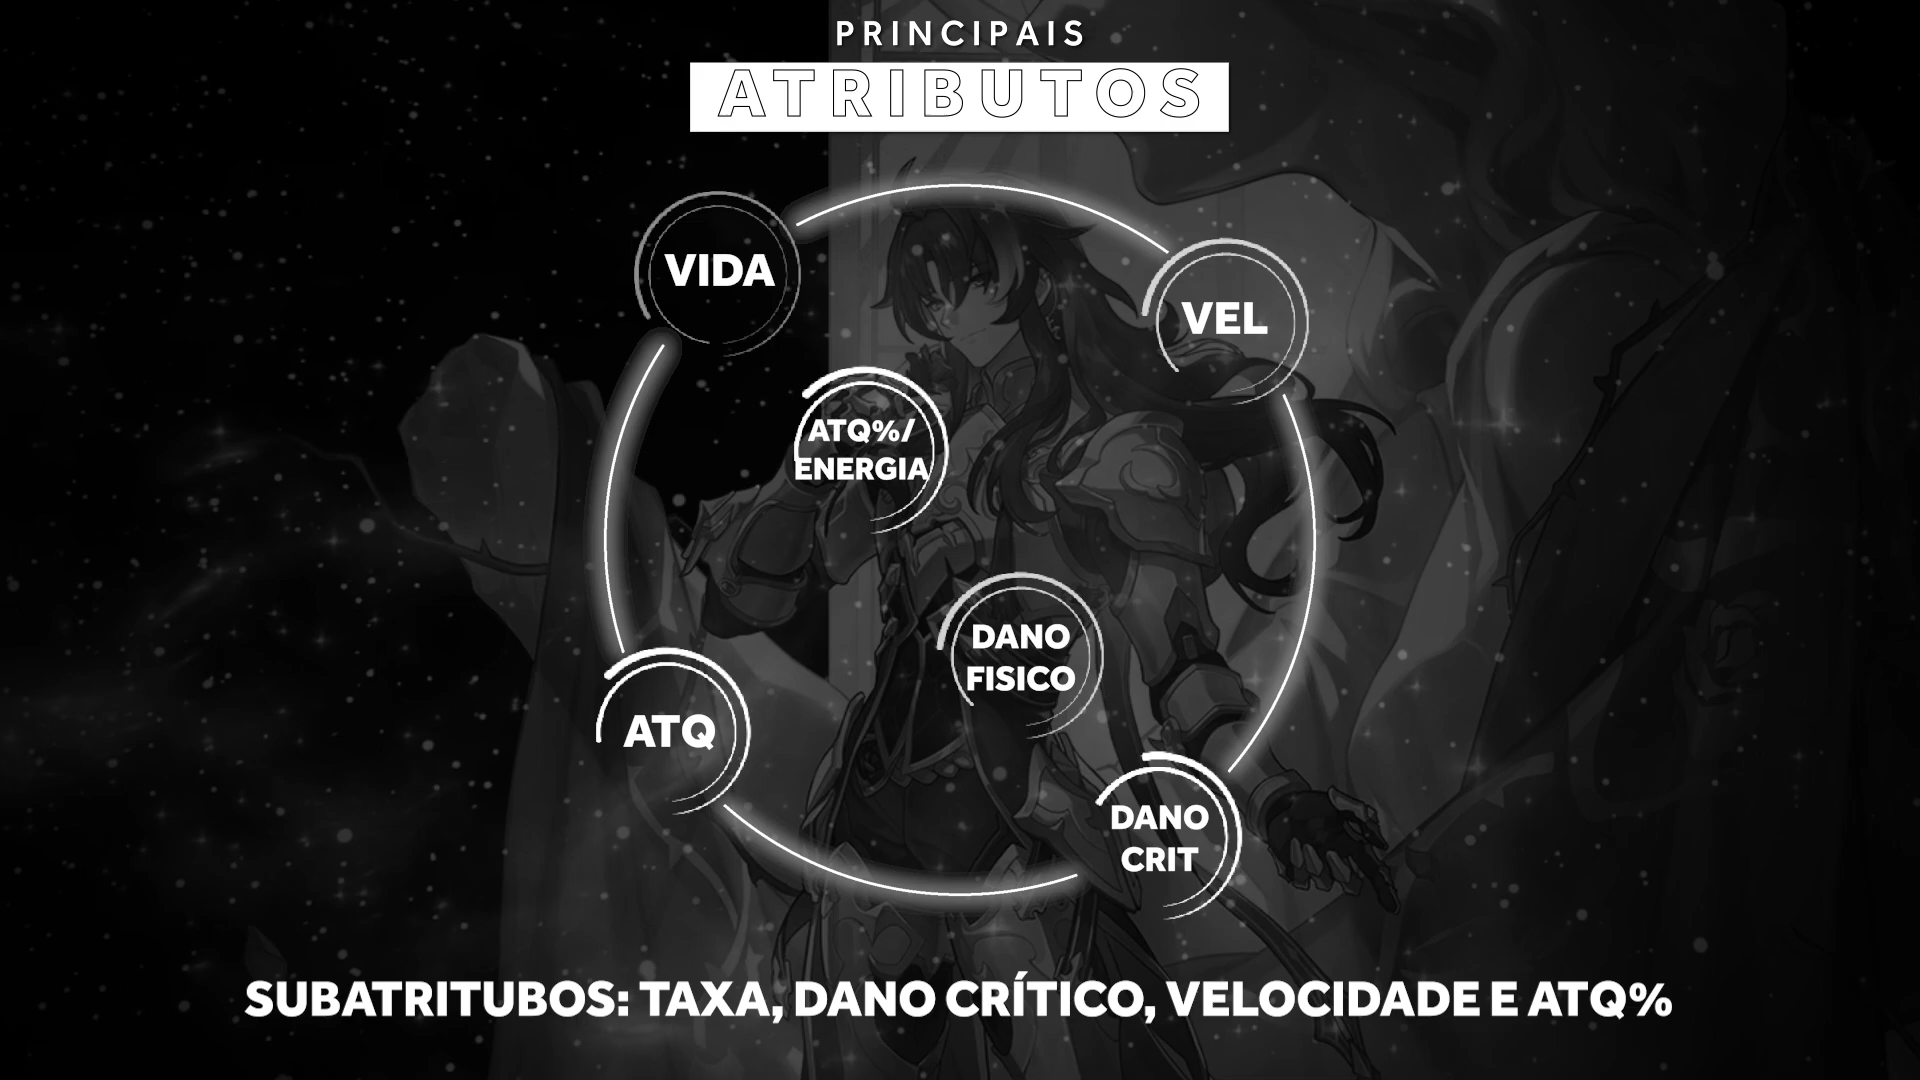 PRINCIPAIS
ATRIBUTOS
VIDA
VEL
ATQ%/
ENERGIA
DANO
FISICO
ATQ
DANO
CRIT
SUBATRITUBOS: TAXA, DANO CRÍTICO, VELOCIDADE E ATQ%